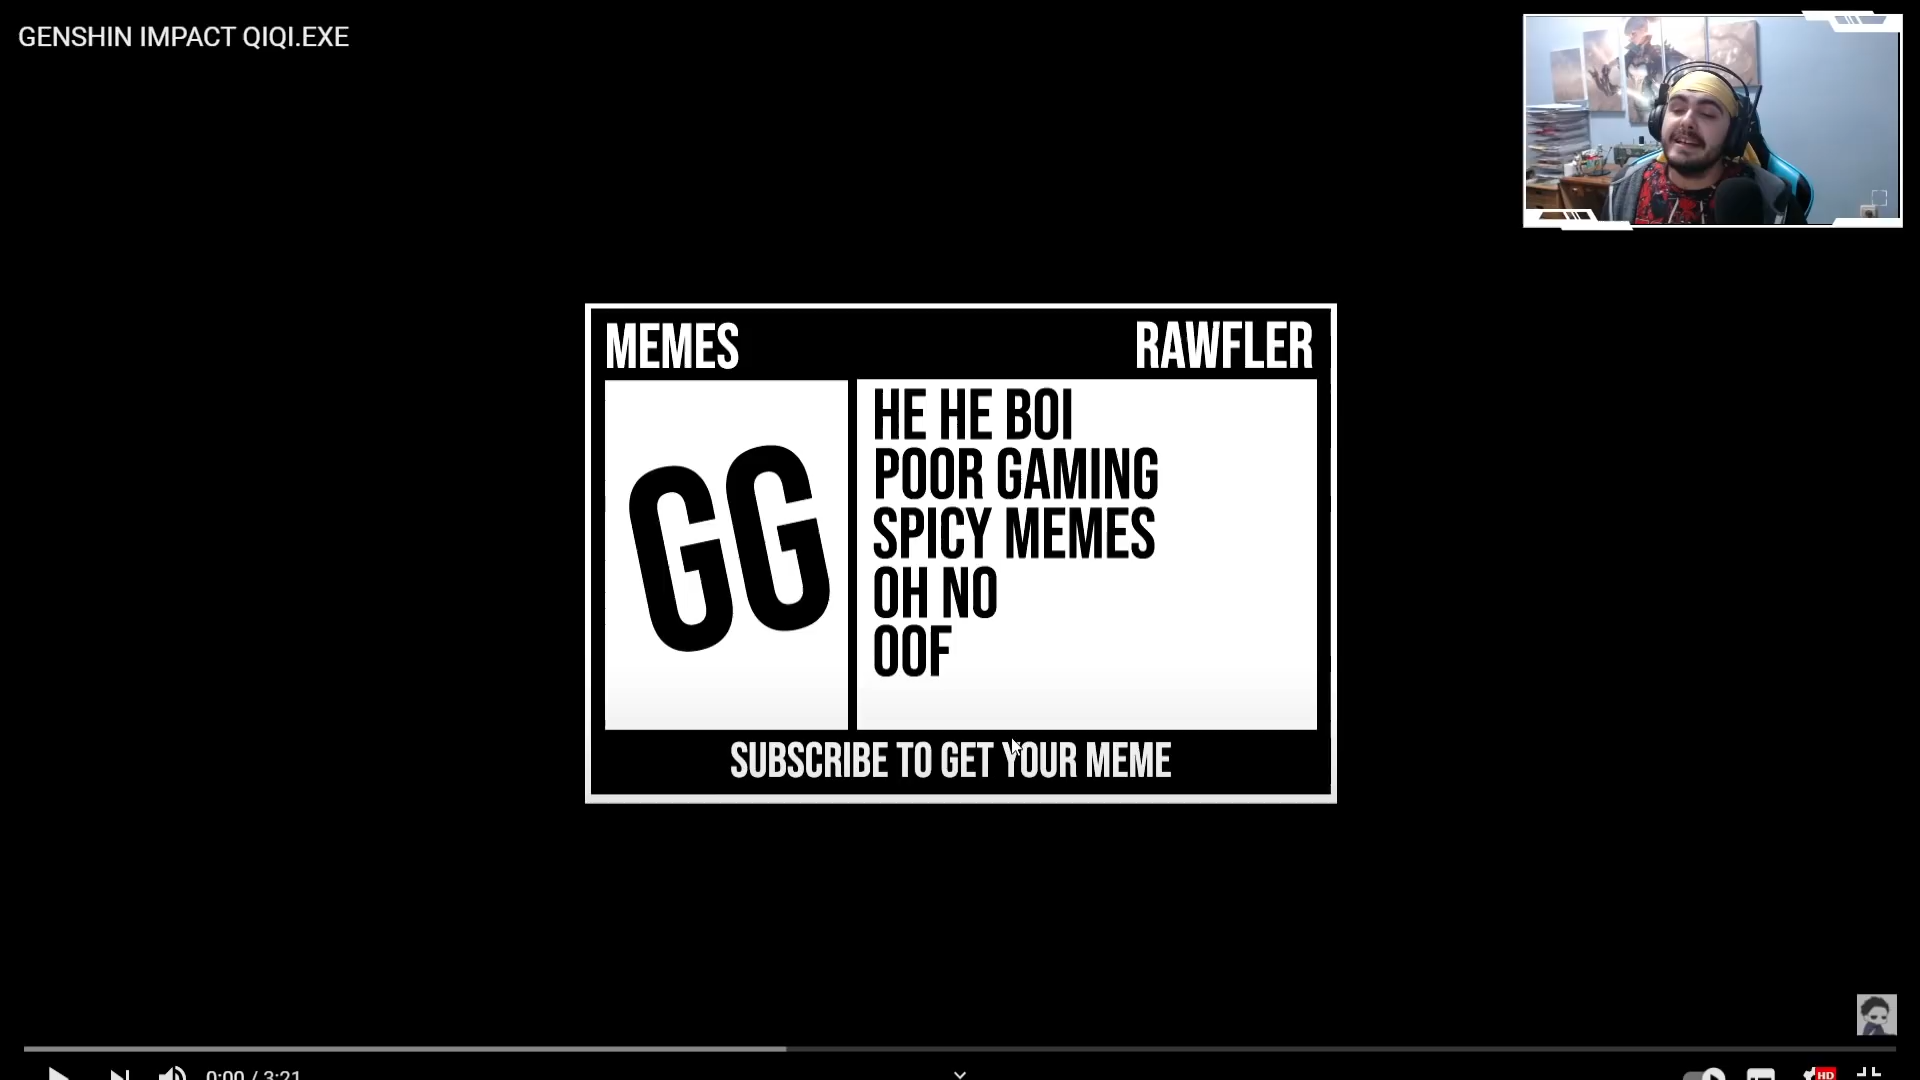 GENSHIN IMPACT QIQI.EXE
MEMES
RAWFLER
GG
HE HE BOI
POOR GAMING
SPICY MEMES
OH NO
OOF
SUBSCRIBE TO GET YOUR MEME
0:00 / 3:21
HD